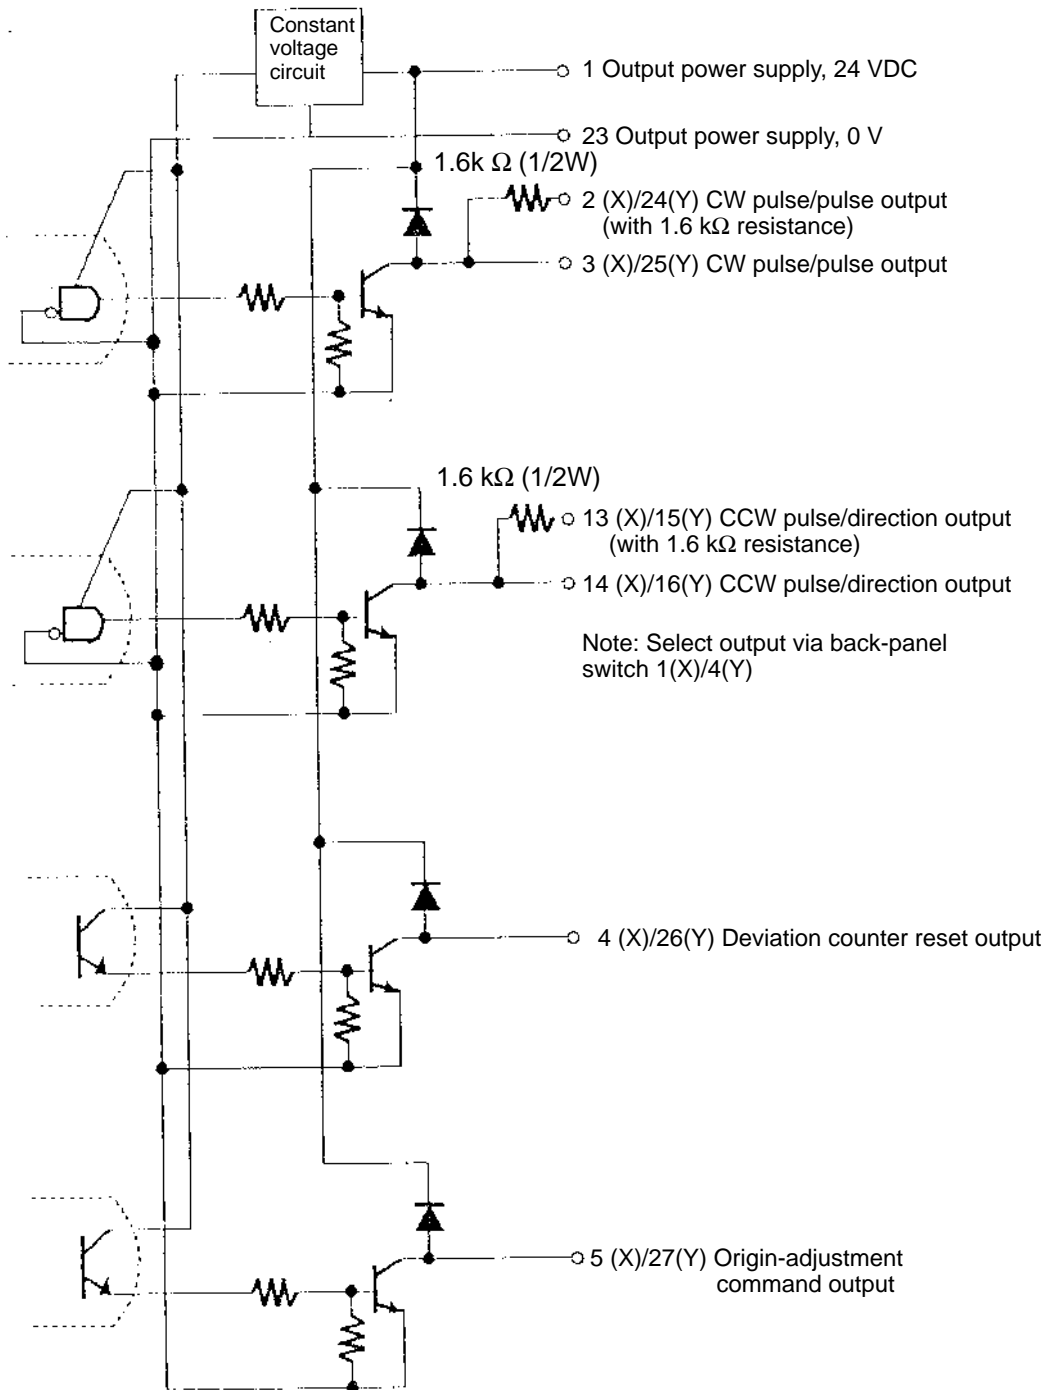 Constant
voltage
circuit
1 Output power supply, 24 VDC
23 Output power supply, 0 V
1.6k Ω (1/2W)
2 (X)/24(Y) CW pulse/pulse output
(with 1.6 kΩ resistance)
3 (X)/25(Y) CW pulse/pulse output
1.6 kΩ (1/2W)
13 (X)/15(Y) CCW pulse/direction output
(with 1.6 kΩ resistance)
14 (X)/16(Y) CCW pulse/direction output
Note: Select output via back-panel
switch 1(X)/4(Y)
4 (X)/26(Y) Deviation counter reset output
5 (X)/27(Y) Origin-adjustment
command output